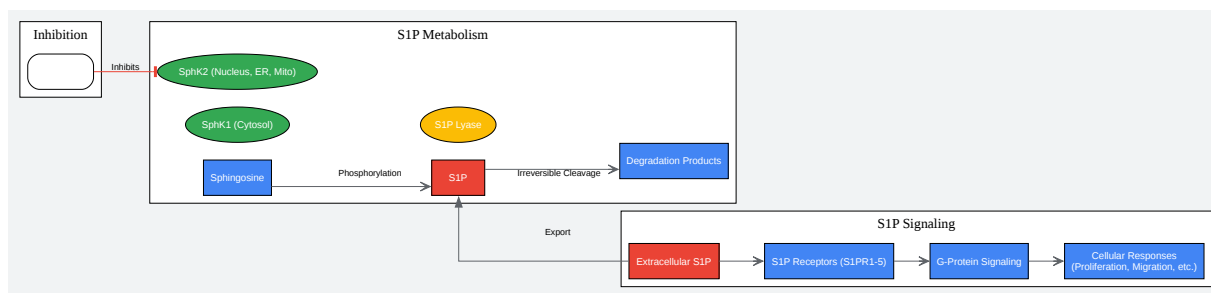 Inhibition
S1P Metabolism
Inhibits
SphK2 (Nucleus, ER, Mito)
SphK1 (Cytosol)
S1P Lyase
Sphingosine
Phosphorylation
S1P
Irreversible Cleavage
Degradation Products
Export
S1P Signaling
Extracellular S1P
S1P Receptors (S1PR1-5)
G-Protein Signaling
Cellular Responses
(Proliferation, Migration, etc.)